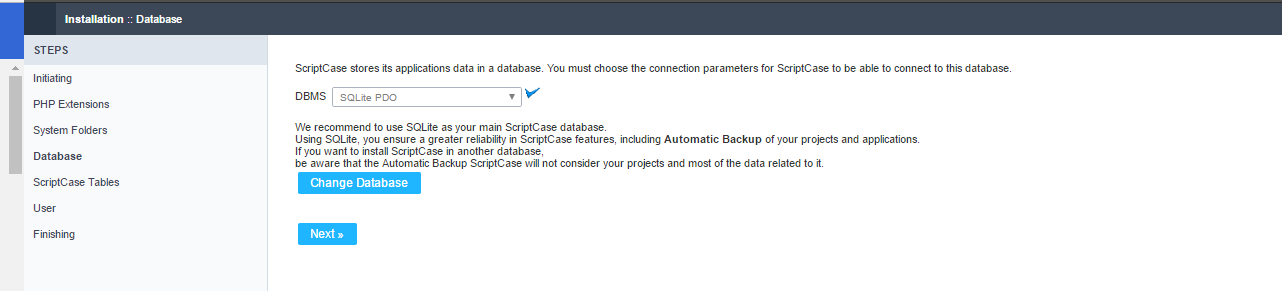 Installation :: Database
STEPS
Initiating
PHP Extensions
System Folders
Database
ScriptCase Tables
User
Finishing
ScriptCase stores its applications data in a database. You must choose the connection parameters for ScriptCase to be able to connect to this database.
DBMS SQLite PDO
We recommend to use SQLite as your main ScriptCase database.
Using SQLite, you ensure a greater reliability in ScriptCase features, including Automatic Backup of your projects and applications.
If you want to install ScriptCase in another database,
be aware that the Automatic Backup ScriptCase will not consider your projects and most of the data related to it.
Change Database
Next »